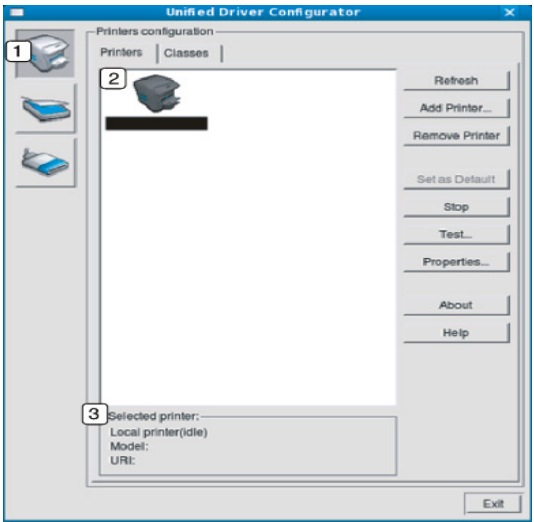 Unified Driver Configurator
Printers configuration
1
Printers
Classes
2
Refresh
Add Printer...
Remove Printer
Set as Default
Stop
Test...
Properties...
About
Help
3
Selected printer:
Local printer(idle)
Model:
URI:
Exit